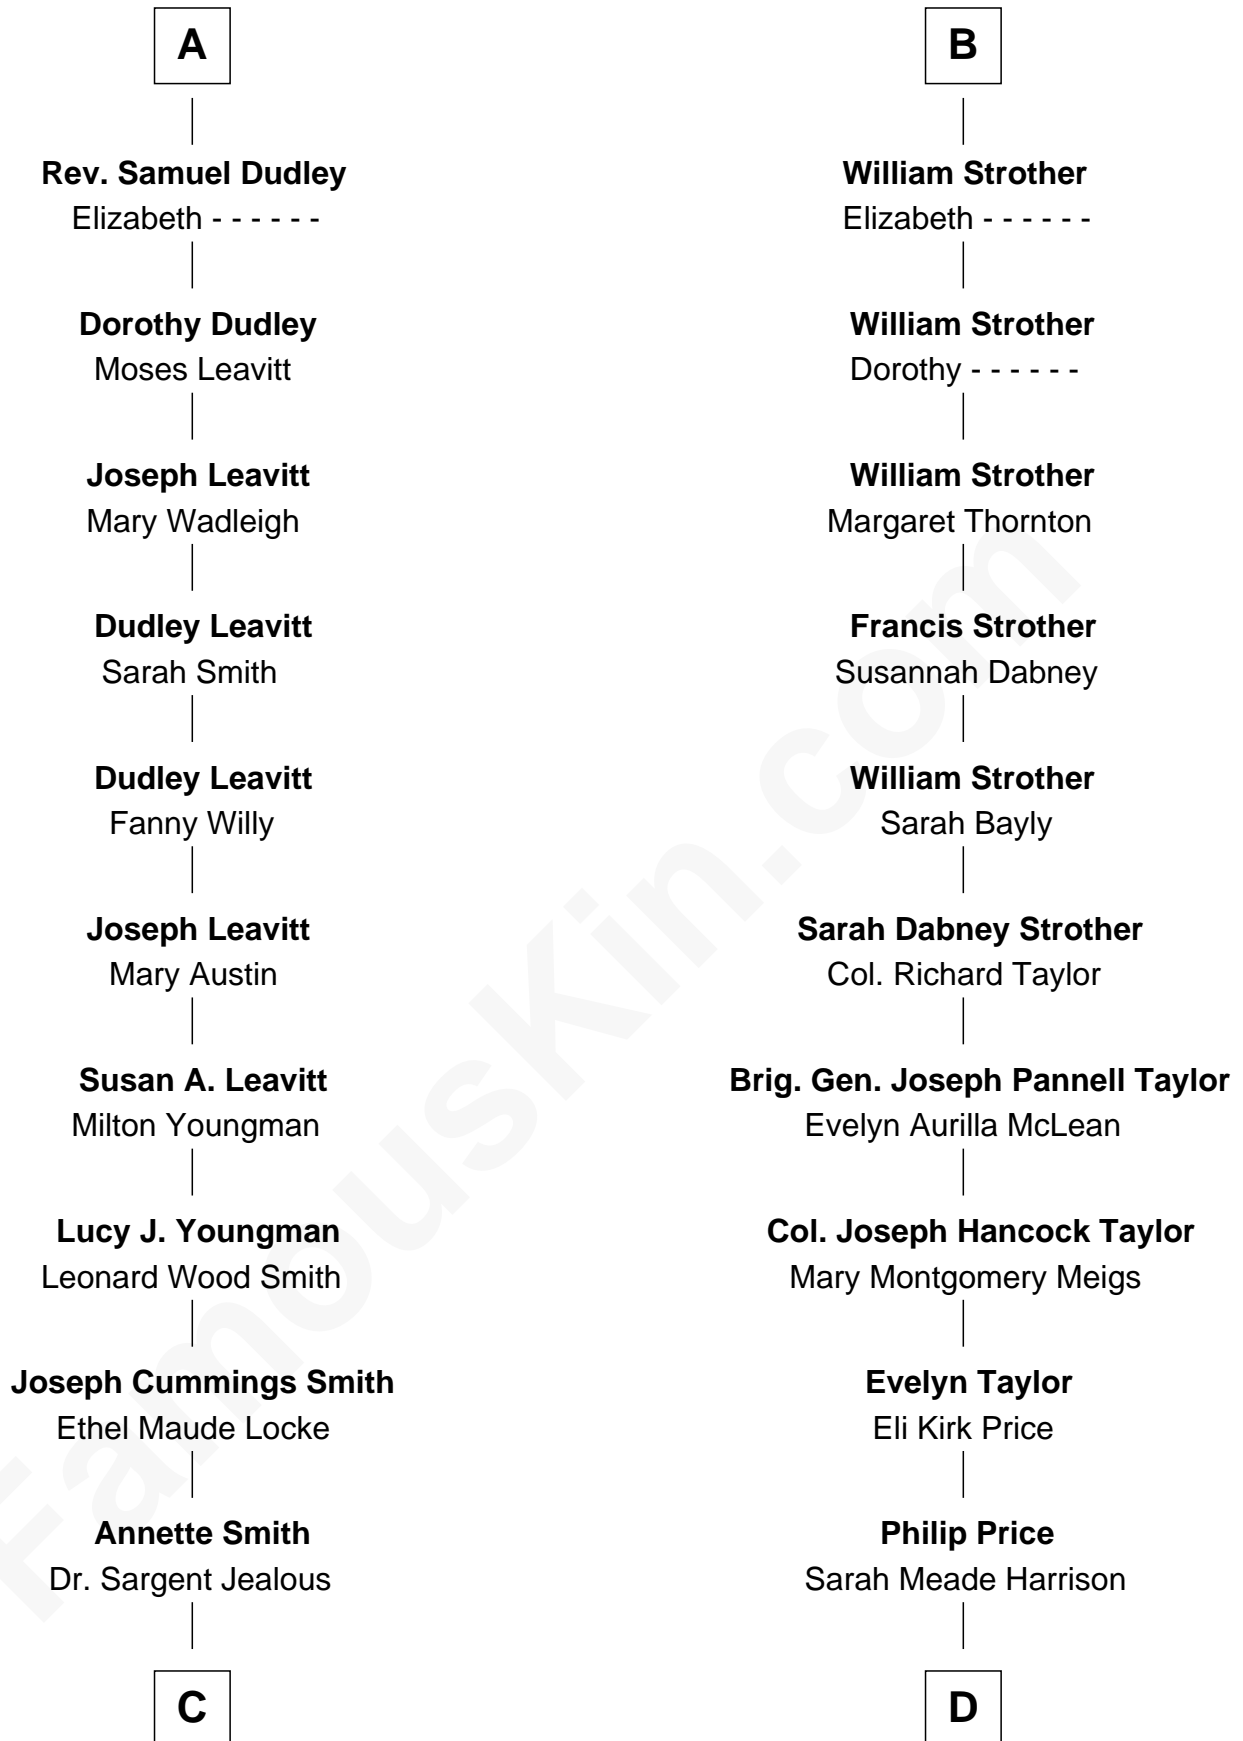 A
Rev. Samuel Dudley
Elizabeth - - - - - -
Dorothy Dudley
Moses Leavitt
Joseph Leavitt
Mary Wadleigh
Dudley Leavitt
Sarah Smith
Dudley Leavitt
Fanny Willy
Joseph Leavitt
Mary Austin
Susan A. Leavitt
Milton Youngman
Lucy J. Youngman
Leonard Wood Smith
Joseph Cummings Smith
Ethel Maude Locke
Annette Smith
Dr. Sargent Jealous
C
B
William Strother
Elizabeth - - - - - -
William Strother
Dorothy - - - - - -
William Strother
Margaret Thornton
Francis Strother
Susannah Dabney
William Strother
Sarah Bayly
Sarah Dabney Strother
Col. Richard Taylor
Brig. Gen. Joseph Pannell Taylor
Evelyn Aurilla McLean
Col. Joseph Hancock Taylor
Mary Montgomery Meigs
Evelyn Taylor
Eli Kirk Price
Philip Price
Sarah Meade Harrison
D
FamousKin.com